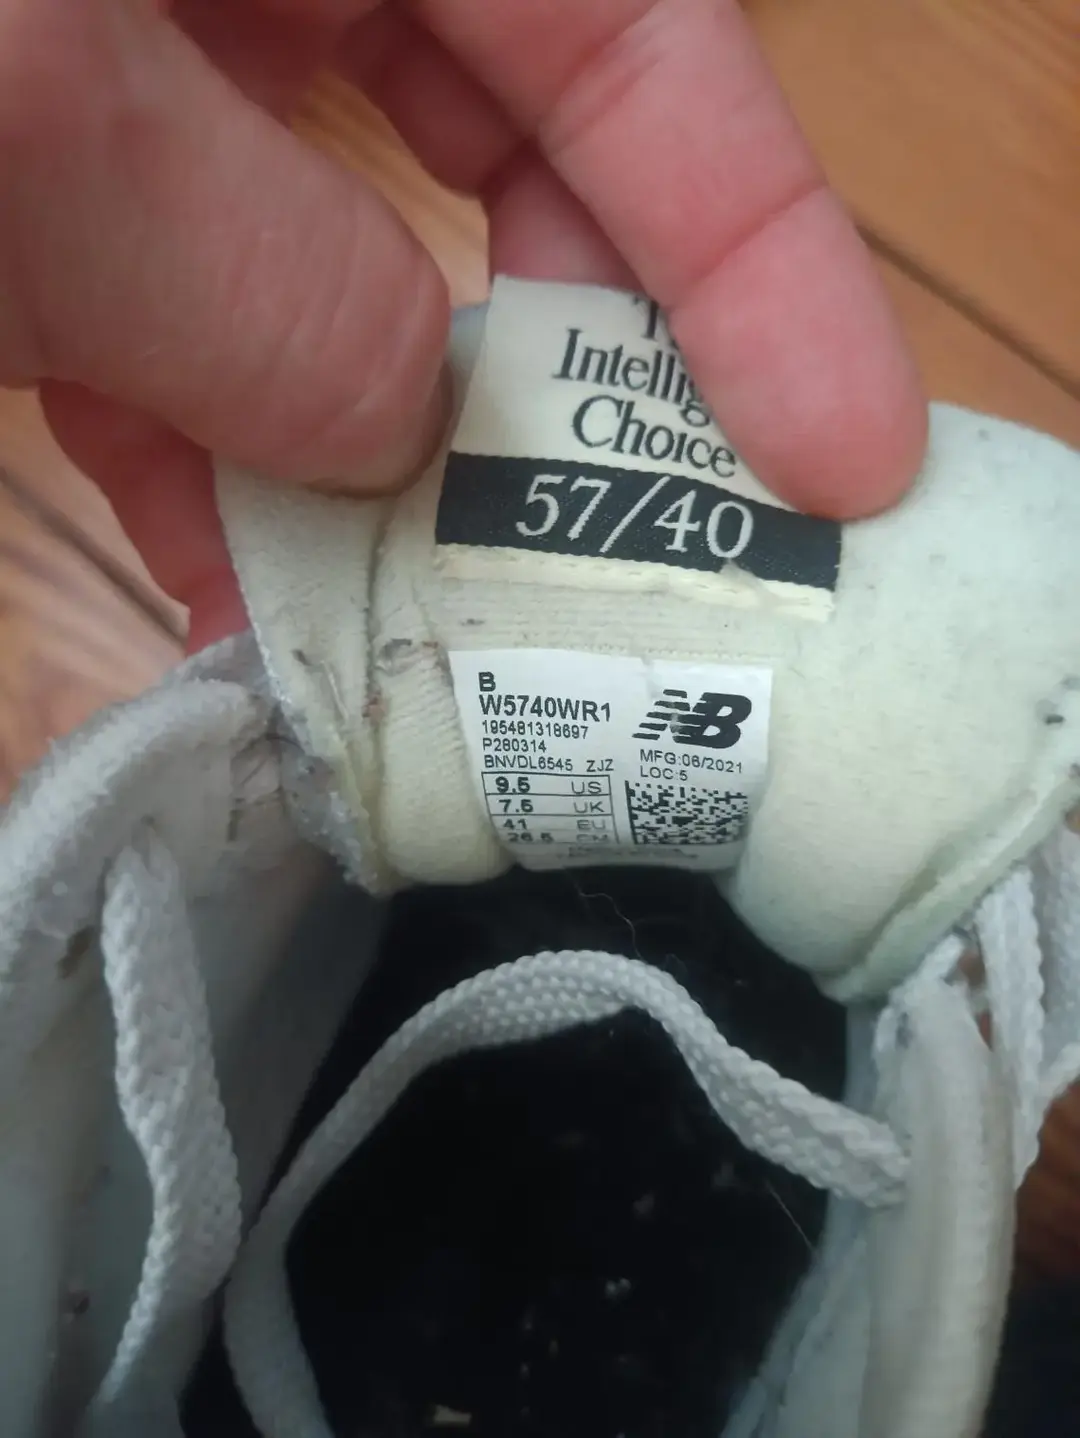 Choice
57/40
B
W5740WR1
195481318697
P280314
BNVDL6545 ZJZ
NB
MFG:06/2021
LOC:5
9.5 US
7.5 UK
41 EU
26.5 CM